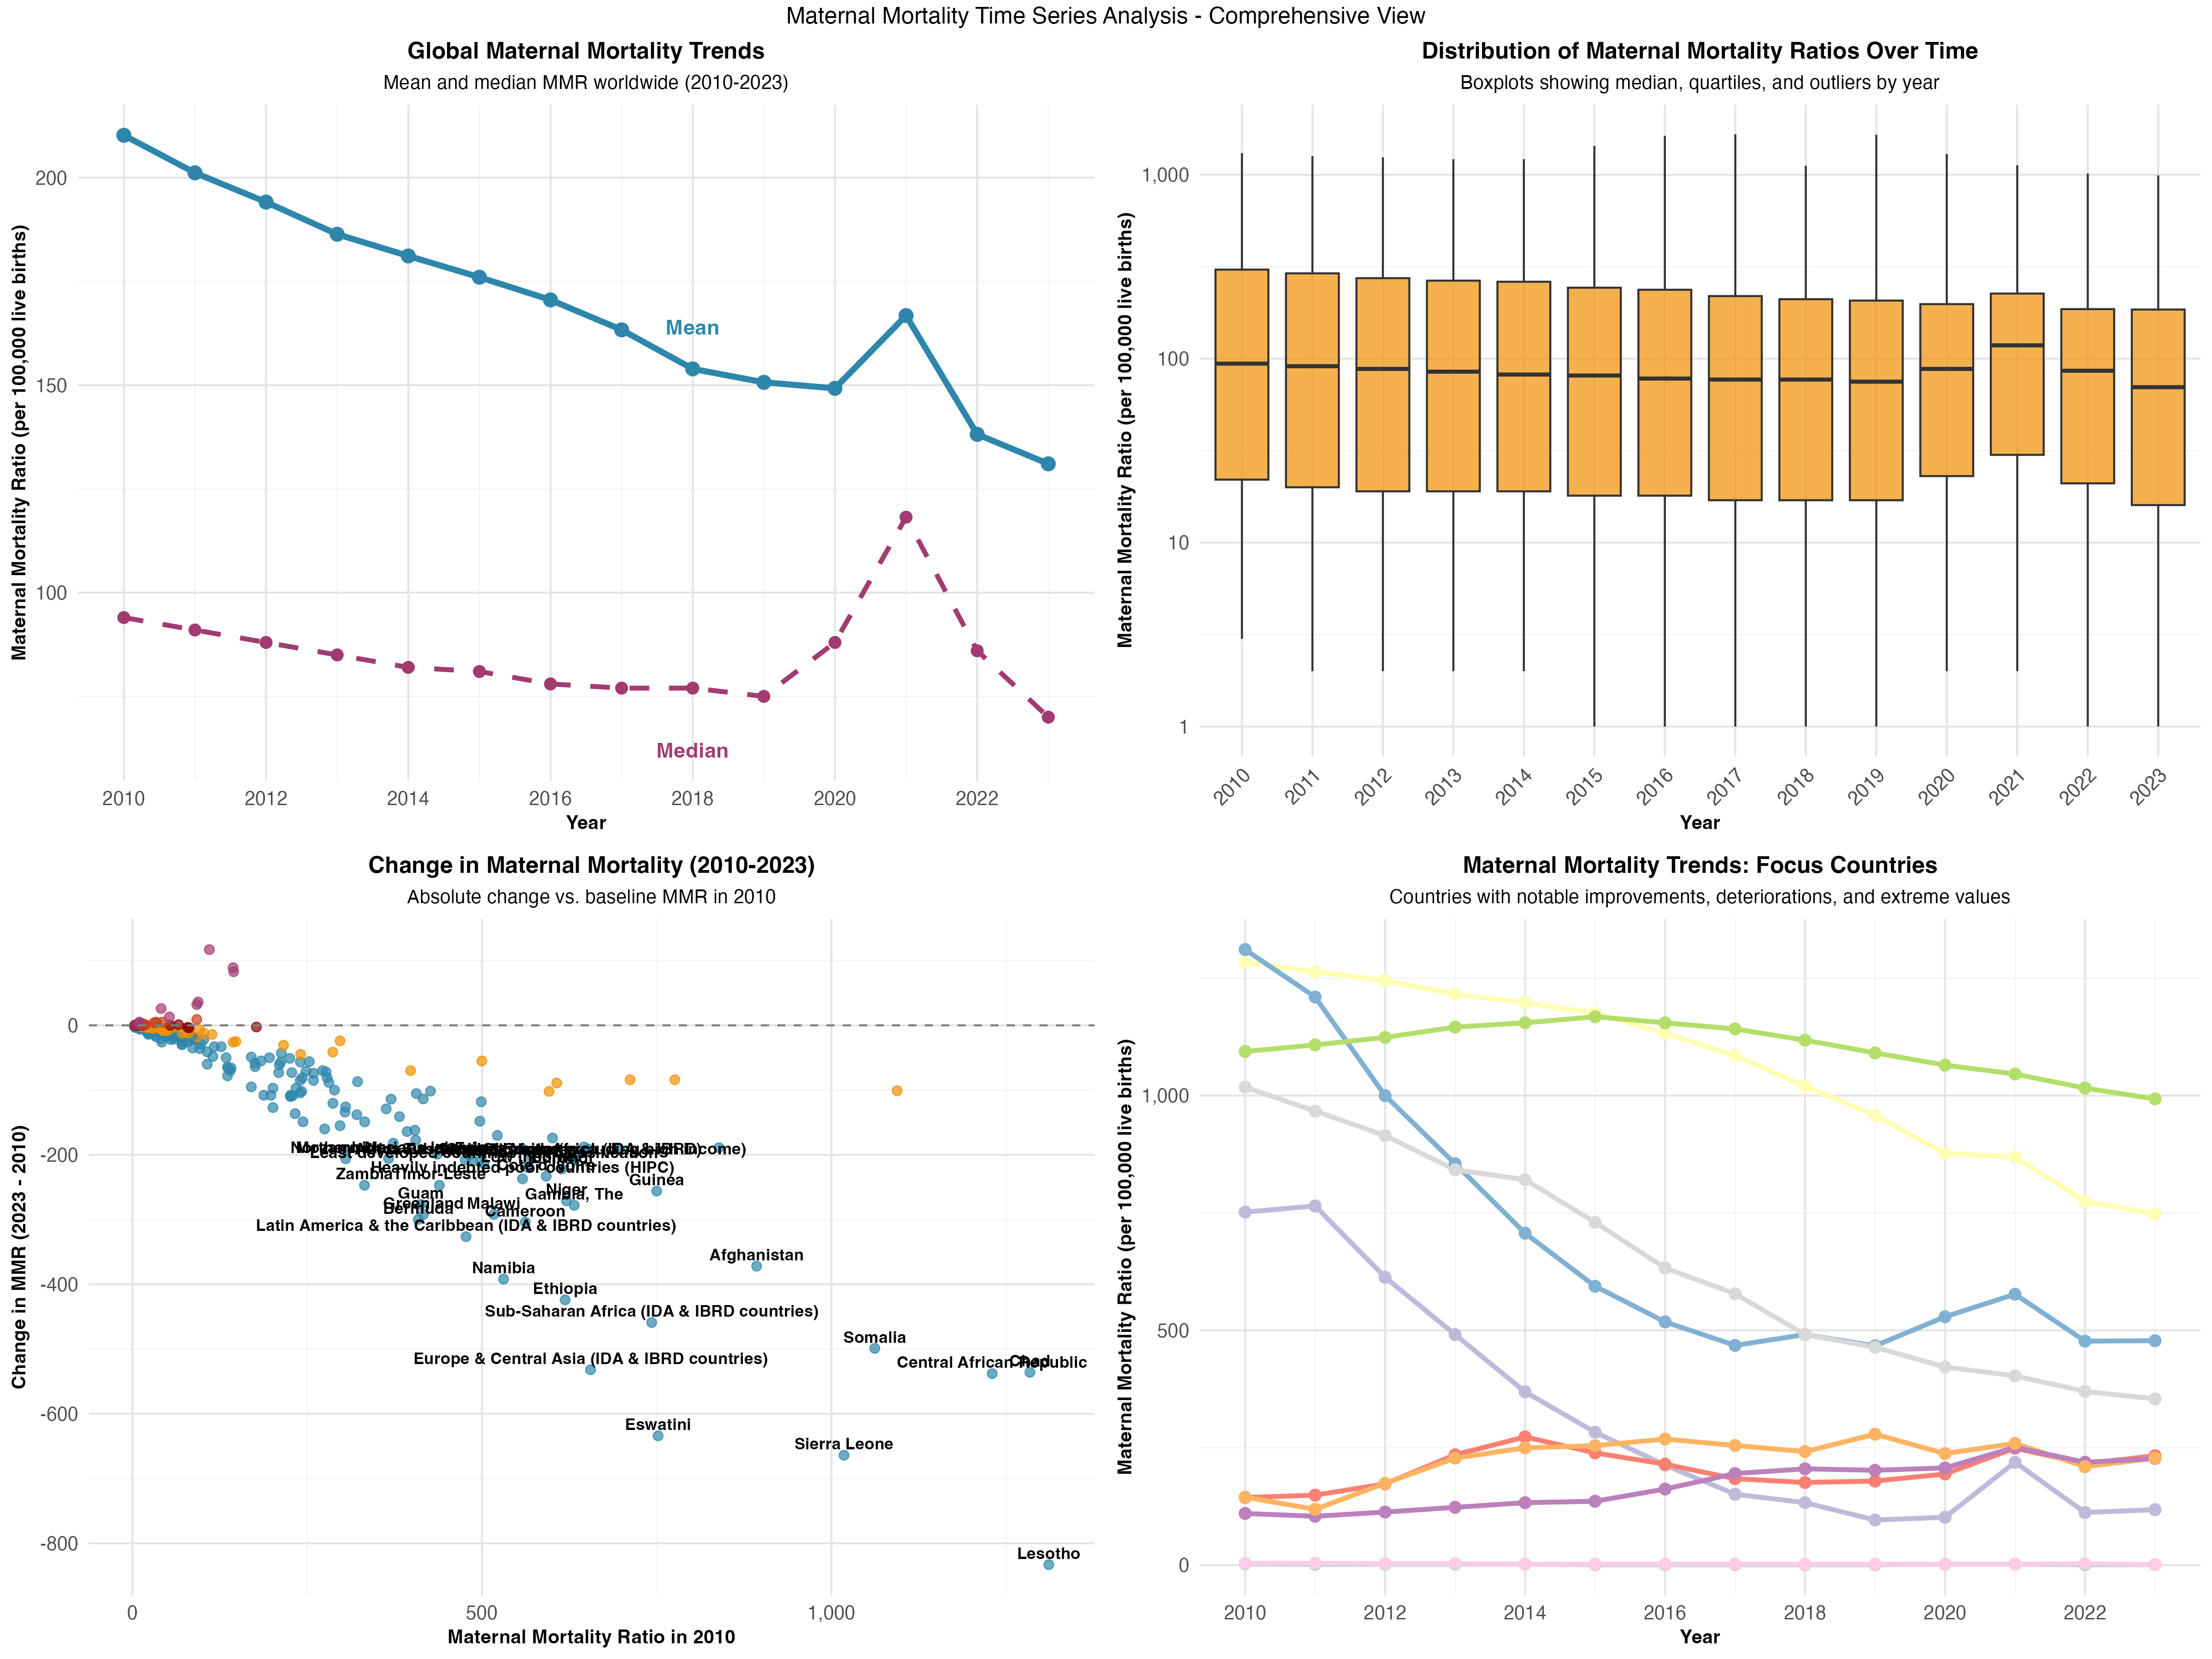 Maternal Mortality Time Series Analysis - Comprehensive View
Global Maternal Mortality Trends
Mean and median MMR worldwide (2010-2023)
Maternal Mortality Ratio (per 100,000 live births)
200
150
100
Mean
Median
2010 2012 2014 2016 2018 2020 2022
Year
Distribution of Maternal Mortality Ratios Over Time
Boxplots showing median, quartiles, and outliers by year
Maternal Mortality Ratio (per 100,000 live births)
1,000
100
10
1
2010 2011 2012 2013 2014 2015 2016 2017 2018 2019 2020 2021 2022 2023
Year
Change in Maternal Mortality (2010-2023)
Absolute change vs. baseline MMR in 2010
Change in MMR (2023 - 2010)
0
-200
-400
-600
-800
Heavily indebted poor countries (HIPC)
Zambia
Timor-Leste
Guinea
Niger
Guam
Gambia, The
Greenland
Malawi
Bermuda
Cameroon
Latin America & the Caribbean (IDA & IBRD countries)
Afghanistan
Namibia
Ethiopia
Sub-Saharan Africa (IDA & IBRD countries)
Somalia
Europe & Central Asia (IDA & IBRD countries)
Central African Republic
Chad
Eswatini
Sierra Leone
Lesotho
0 500 1,000
Maternal Mortality Ratio in 2010
Maternal Mortality Trends: Focus Countries
Countries with notable improvements, deteriorations, and extreme values
Maternal Mortality Ratio (per 100,000 live births)
1,000
500
0
2010 2012 2014 2016 2018 2020 2022
Year